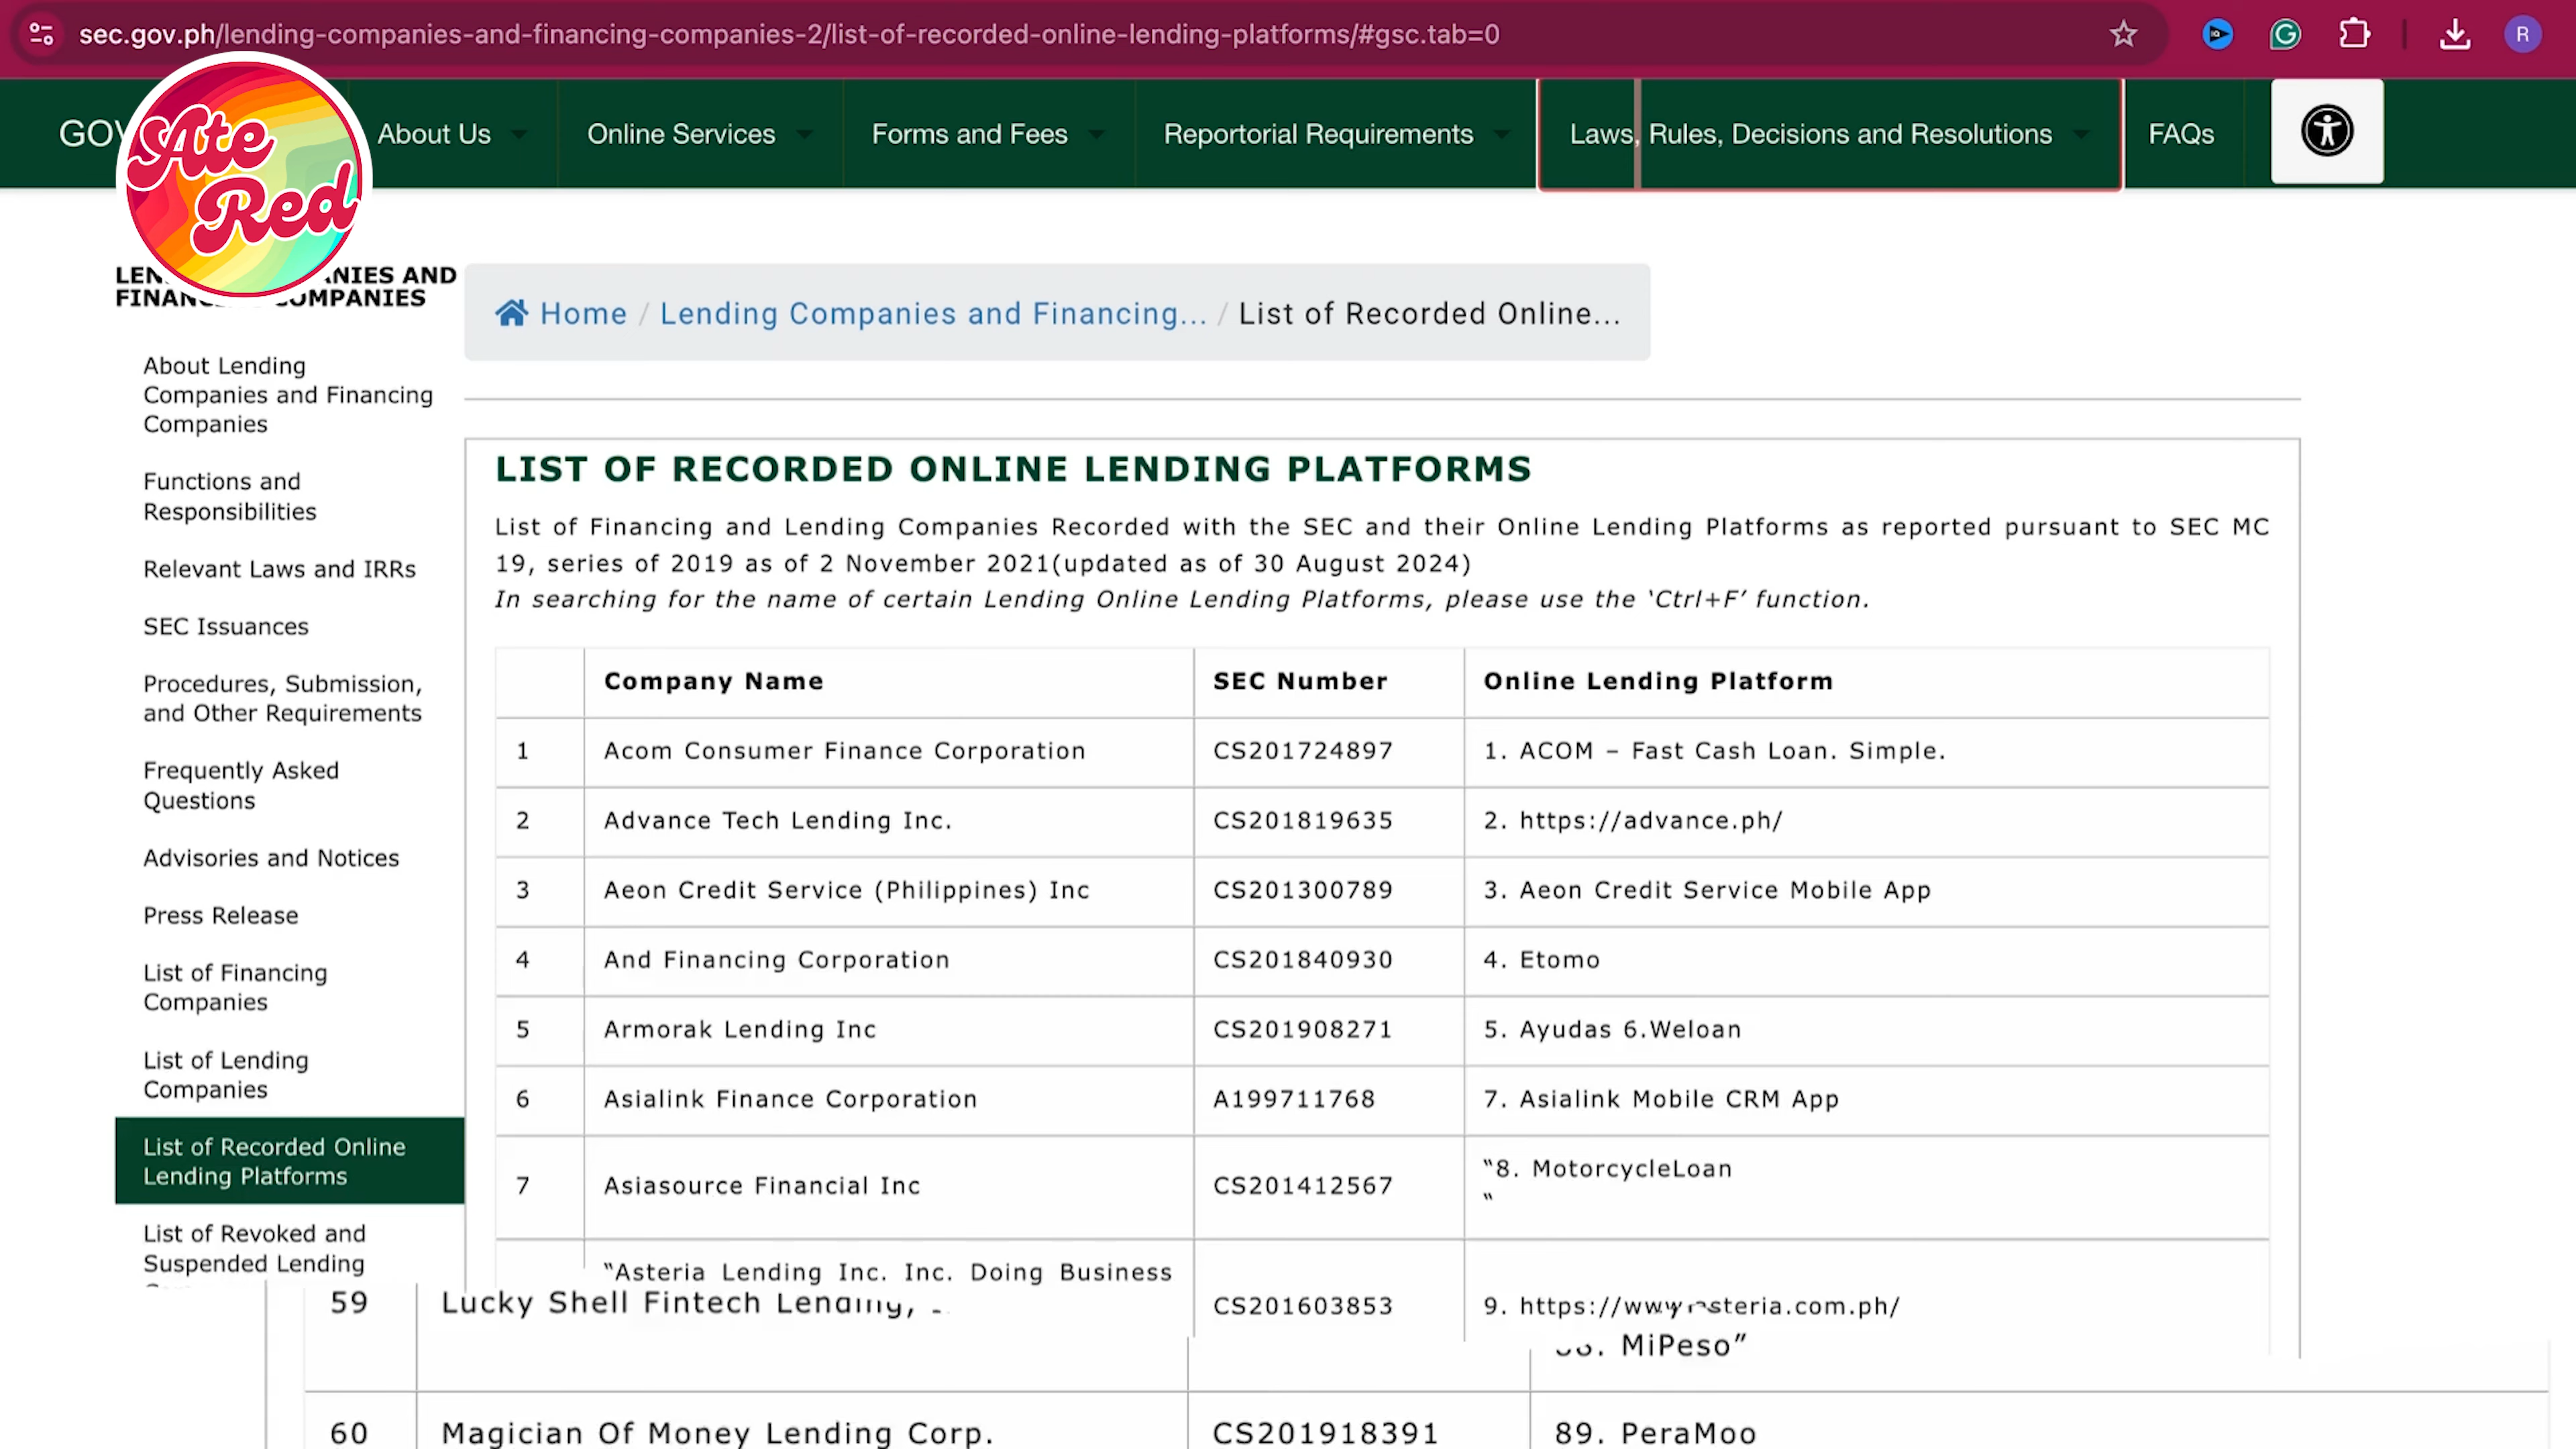 sec.gov.ph/lending-companies-and-financing-companies-2/list-of-recorded-online-lending-platforms/#gsc.tab=0
R
Ate
Red
About Us
Online Services
Forms and Fees
Reportorial Requirements
Laws, Rules, Decisions and Resolutions
FAQs
AND
Home / Lending Companies and Financing... / List of Recorded Online...
About Lending
Companies and Financing
Companies
Functions and
Responsibilities
Relevant Laws and IRRs
SEC Issuances
Procedures, Submission,
and Other Requirements
Frequently Asked
Questions
Advisories and Notices
Press Release
List of Financing
Companies
List of Lending
Companies
List of Recorded Online
Lending Platforms
List of Revoked and
Suspended Lending
LIST OF RECORDED ONLINE LENDING PLATFORMS
List of Financing and Lending Companies Recorded with the SEC and their Online Lending Platforms as reported pursuant to SEC MC
19, series of 2019 as of 2 November 2021(updated as of 30 August 2024)
In searching for the name of certain Lending Online Lending Platforms, please use the ‘Ctrl+F’ function.
Company Name SEC Number Online Lending Platform
1 Acom Consumer Finance Corporation CS201724897 1. ACOM – Fast Cash Loan. Simple.
2 Advance Tech Lending Inc. CS201819635 2. https://advance.ph/
3 Aeon Credit Service (Philippines) Inc CS201300789 3. Aeon Credit Service Mobile App
4 And Financing Corporation CS201840930 4. Etomo
5 Armorak Lending Inc CS201908271 5. Ayudas 6.Weloan
6 Asialink Finance Corporation A199711768 7. Asialink Mobile CRM App
7 Asiasource Financial Inc CS201412567 “8. MotorcycleLoan
“
“Asteria Lending Inc. Inc. Doing Business
CS201603853 9.
59 Lucky Shell Fintech Lending,
MiPeso”
60 Magician Of Money Lending Corp. CS201918391 89. PeraMoo